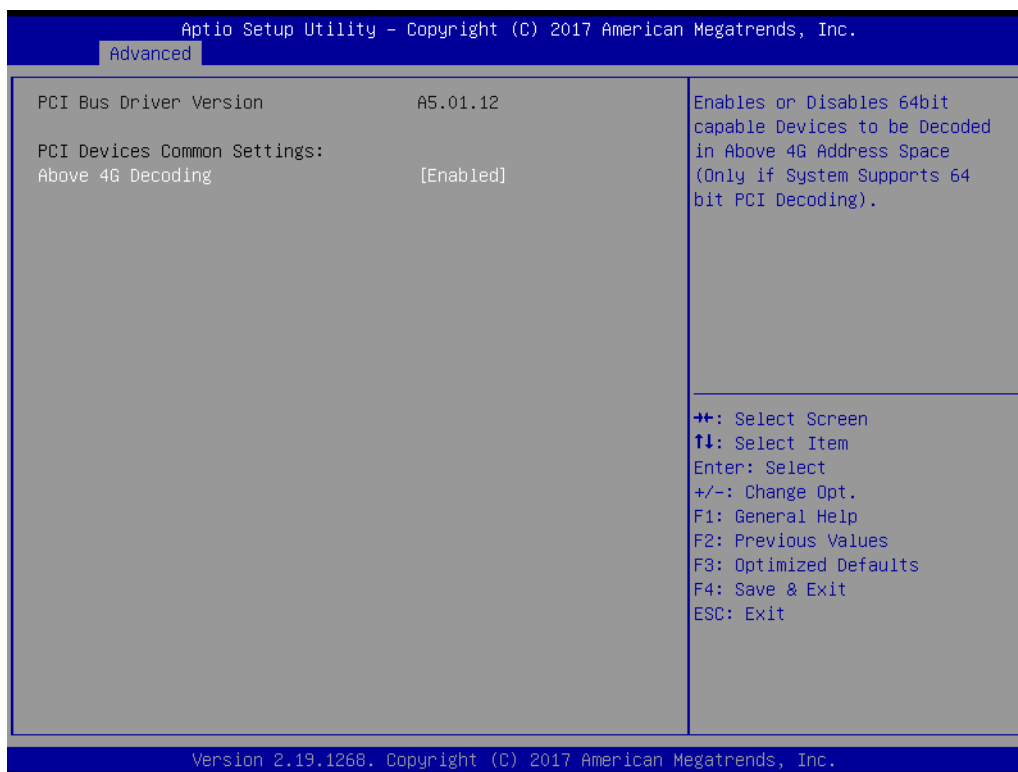 Aptio Setup Utility – Copyright (C) 2017 American Megatrends, Inc.
Advanced
PCI Bus Driver Version A5.01.12
PCI Devices Common Settings:
Above 4G Decoding [Enabled]
Enables or Disables 64bit
capable Devices to be Decoded
in Above 4G Address Space
(Only if System Supports 64
bit PCI Decoding).
→←: Select Screen
↑↓: Select Item
Enter: Select
+/-: Change Opt.
F1: General Help
F2: Previous Values
F3: Optimized Defaults
F4: Save & Exit
ESC: Exit
Version 2.19.1268. Copyright (C) 2017 American Megatrends, Inc.